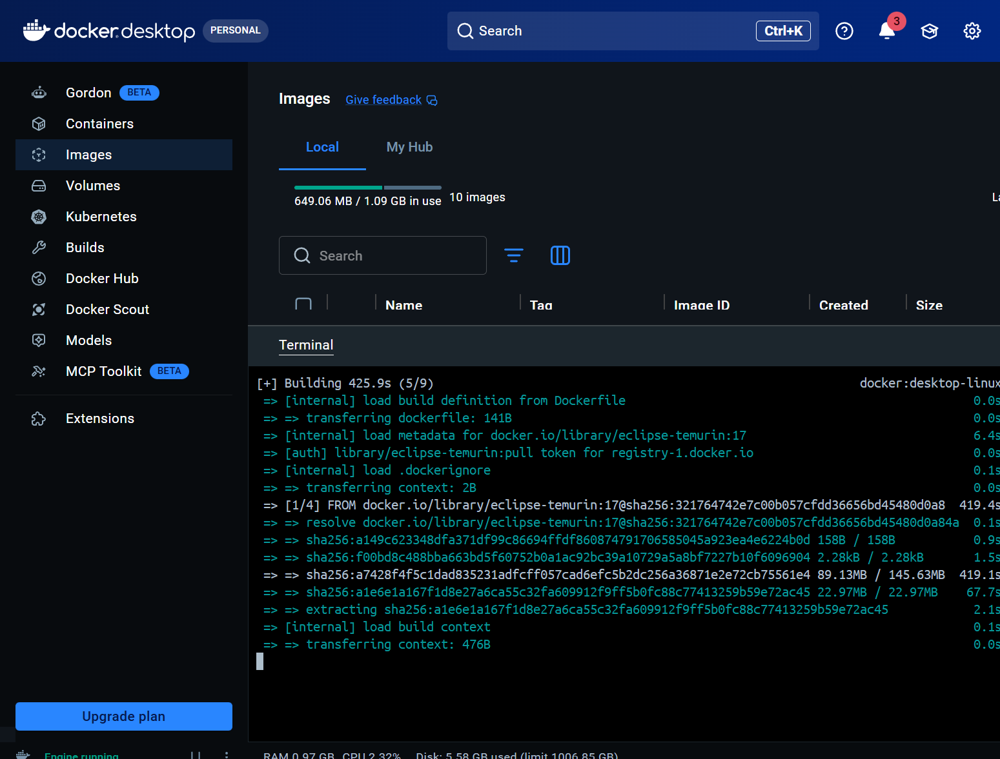 docker desktop PERSONAL
Search Ctrl+K
3
Gordon BETA
Containers
Images
Volumes
Kubernetes
Builds
Docker Hub
Docker Scout
Models
MCP Toolkit BETA
Extensions
Upgrade plan
Images Give feedback
Local My Hub
649.06 MB / 1.09 GB in use 10 images
Search
Name Tag Image ID Created Size
Terminal
[+] Building 425.9s (5/9) docker:desktop-linux
=> [internal] load build definition from Dockerfile 0.0s
=> => transferring dockerfile: 141B 0.0s
=> [internal] load metadata for docker.io/library/eclipse-temurin:17 6.4s
=> [auth] library/eclipse-temurin:pull token for registry-1.docker.io 0.0s
=> [internal] load .dockerignore 0.1s
=> => transferring context: 2B 0.0s
=> [1/4] FROM docker.io/library/eclipse-temurin:17@sha256:321764742e7c00b057cfdd36656bd45480d0a8 419.4s
=> => resolve docker.io/library/eclipse-temurin:17@sha256:321764742e7c00b057cfdd36656bd45480d0a84a 0.1s
=> => sha256:a149c623348dfa371df99c86694ffdf860874791706585045a923ea4e6224b0d 158B / 158B 0.9s
=> => sha256:f00bd8c488bba663bd5f60752b0a1ac92bc39a10729a5a8bf7227b10f6096904 2.28kB / 2.28kB 1.5s
=> => sha256:a7428f4f5c1dad835231adfcff057cad6efc5b2dc256a36871e2e72cb75561e4 89.13MB / 145.63MB 419.1s
=> => sha256:a1e6e1a167f1d8e27a6ca55c32fa609912f9ff5b0fc88c77413259b59e72ac45 22.97MB / 22.97MB 67.7s
=> => extracting sha256:a1e6e1a167f1d8e27a6ca55c32fa609912f9ff5b0fc88c77413259b59e72ac45 2.1s
=> [internal] load build context 0.1s
=> => transferring context: 476B 0.0s
Engine running RAM 0.97 GB CPU 2.32% Disk: 5.58 GB used (limit 1006.85 GB)